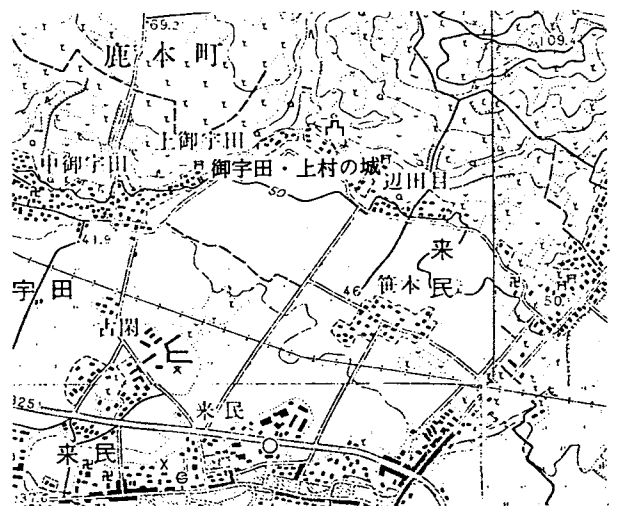 69.2
109
鹿本町
上御宇田
中御宇田
御宇田・上村の城
辺田目
50
41.9
来民
46
笹本
宇田
50
古閑
325
来民
来民
37.5